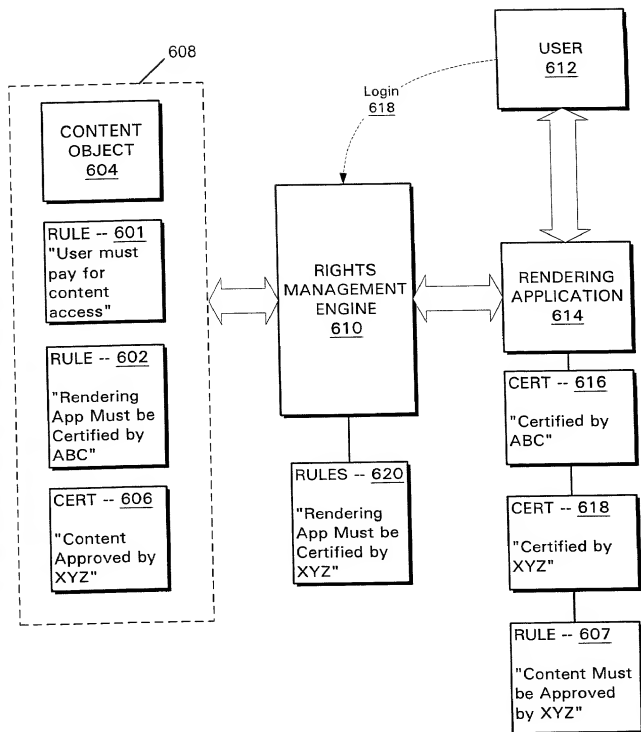 608
CONTENT
OBJECT
604
RULE -- 601
"User must
pay for
content
access"
RULE -- 602
"Rendering
App Must be
Certified by
ABC"
CERT -- 606
"Content
Approved by
XYZ"
Login
618
RIGHTS
MANAGEMENT
ENGINE
610
RULES -- 620
"Rendering
App Must be
Certified by
XYZ"
USER
612
RENDERING
APPLICATION
614
CERT -- 616
"Certified by
ABC"
CERT -- 618
"Certified by
XYZ"
RULE -- 607
"Content Must
be Approved
by XYZ"